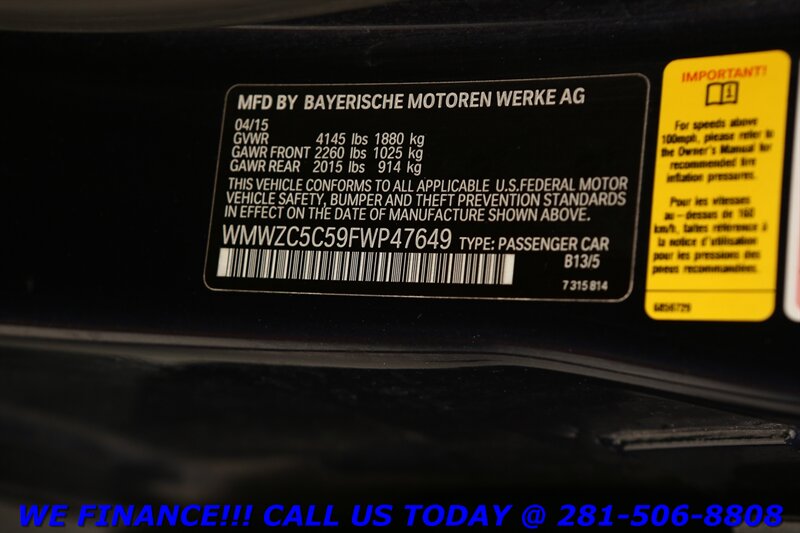 MFD BY BAYERISCHE MOTOREN WERKE AG
04/15
GVWR 4145 lbs 1880 kg
GAWR FRONT 2260 lbs 1025 kg
GAWR REAR 2015 lbs 914 kg
THIS VEHICLE CONFORMS TO ALL APPLICABLE U.S.FEDERAL MOTOR
VEHICLE SAFETY, BUMPER AND THEFT PREVENTION STANDARDS
IN EFFECT ON THE DATE OF MANUFACTURE SHOWN ABOVE.
WMWZC5C59FWP47649 TYPE: PASSENGER CAR
B13/5
7 315 814
IMPORTANT!
For speeds above
100mph, please refer to
the Owner's Manual for
recommended tire
inflation pressures.
Pour les vitesses
au-dessus de 160
km/h, faites référence à
la notice d'utilisation
pour les pressions des
pneus recommandées.
6856729
WE FINANCE!!! CALL US TODAY @ 281-506-8808